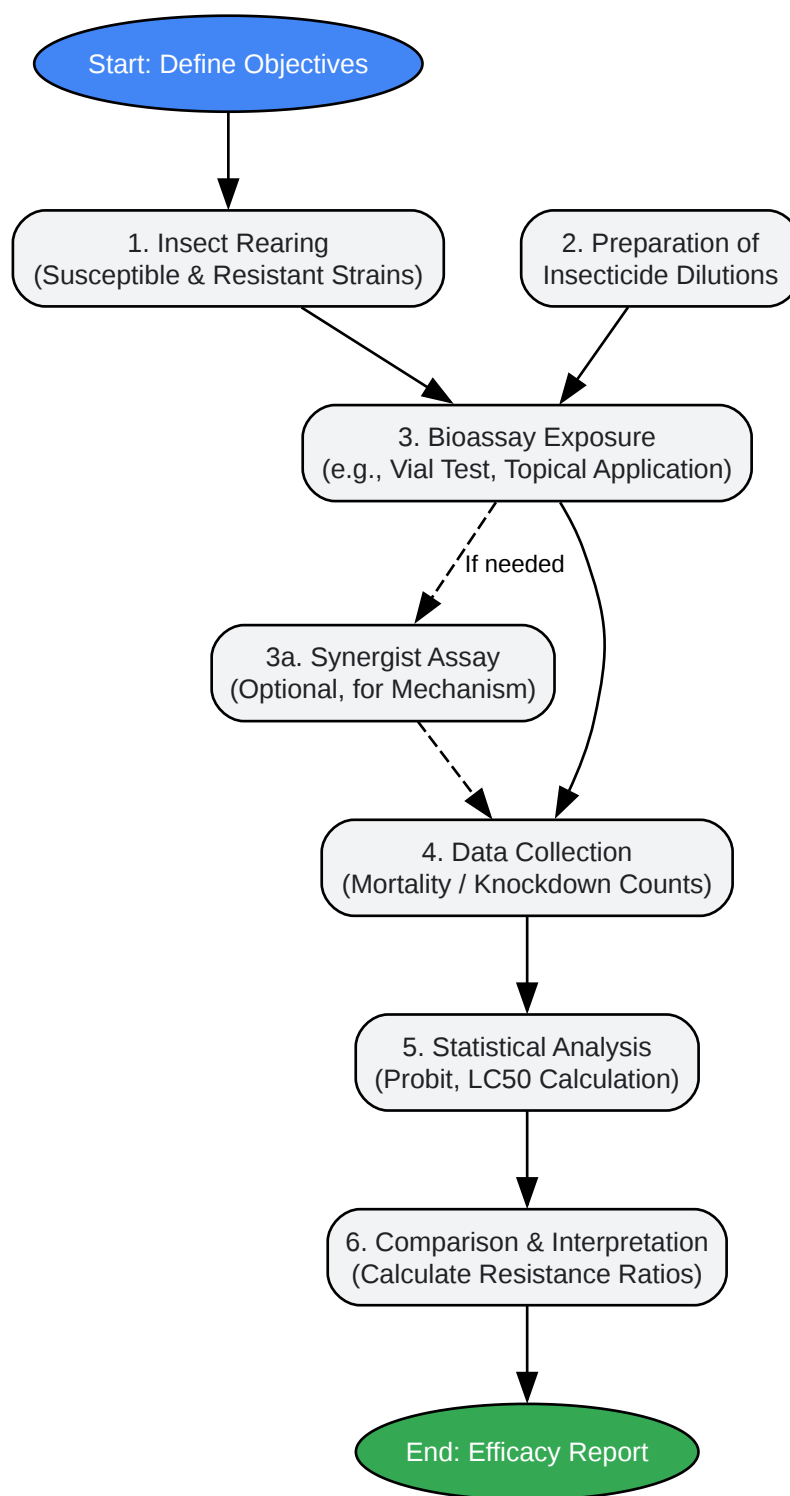 Start: Define Objectives
1. Insect Rearing
(Susceptible & Resistant Strains)
2. Preparation of
Insecticide Dilutions
3. Bioassay Exposure
(e.g., Vial Test, Topical Application)
If needed
3a. Synergist Assay
(Optional, for Mechanism)
4. Data Collection
(Mortality / Knockdown Counts)
5. Statistical Analysis
(Probit, LC50 Calculation)
6. Comparison & Interpretation
(Calculate Resistance Ratios)
End: Efficacy Report